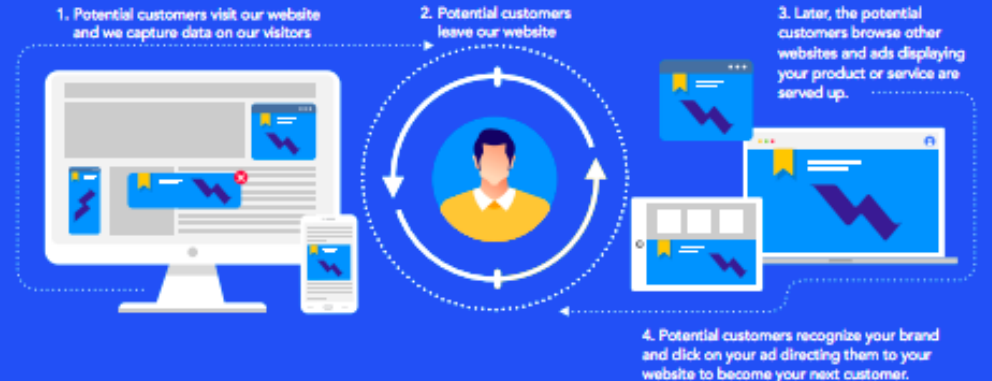 1. Potential customers visit our website
and we capture data on our visitors
2. Potential customers
leave our website
3. Later, the potential
customers browse other
websites and ads displaying
your product or service are
served up.
4. Potential customers recognize your brand
and click on your ad directing them to your
website to become your next customer.